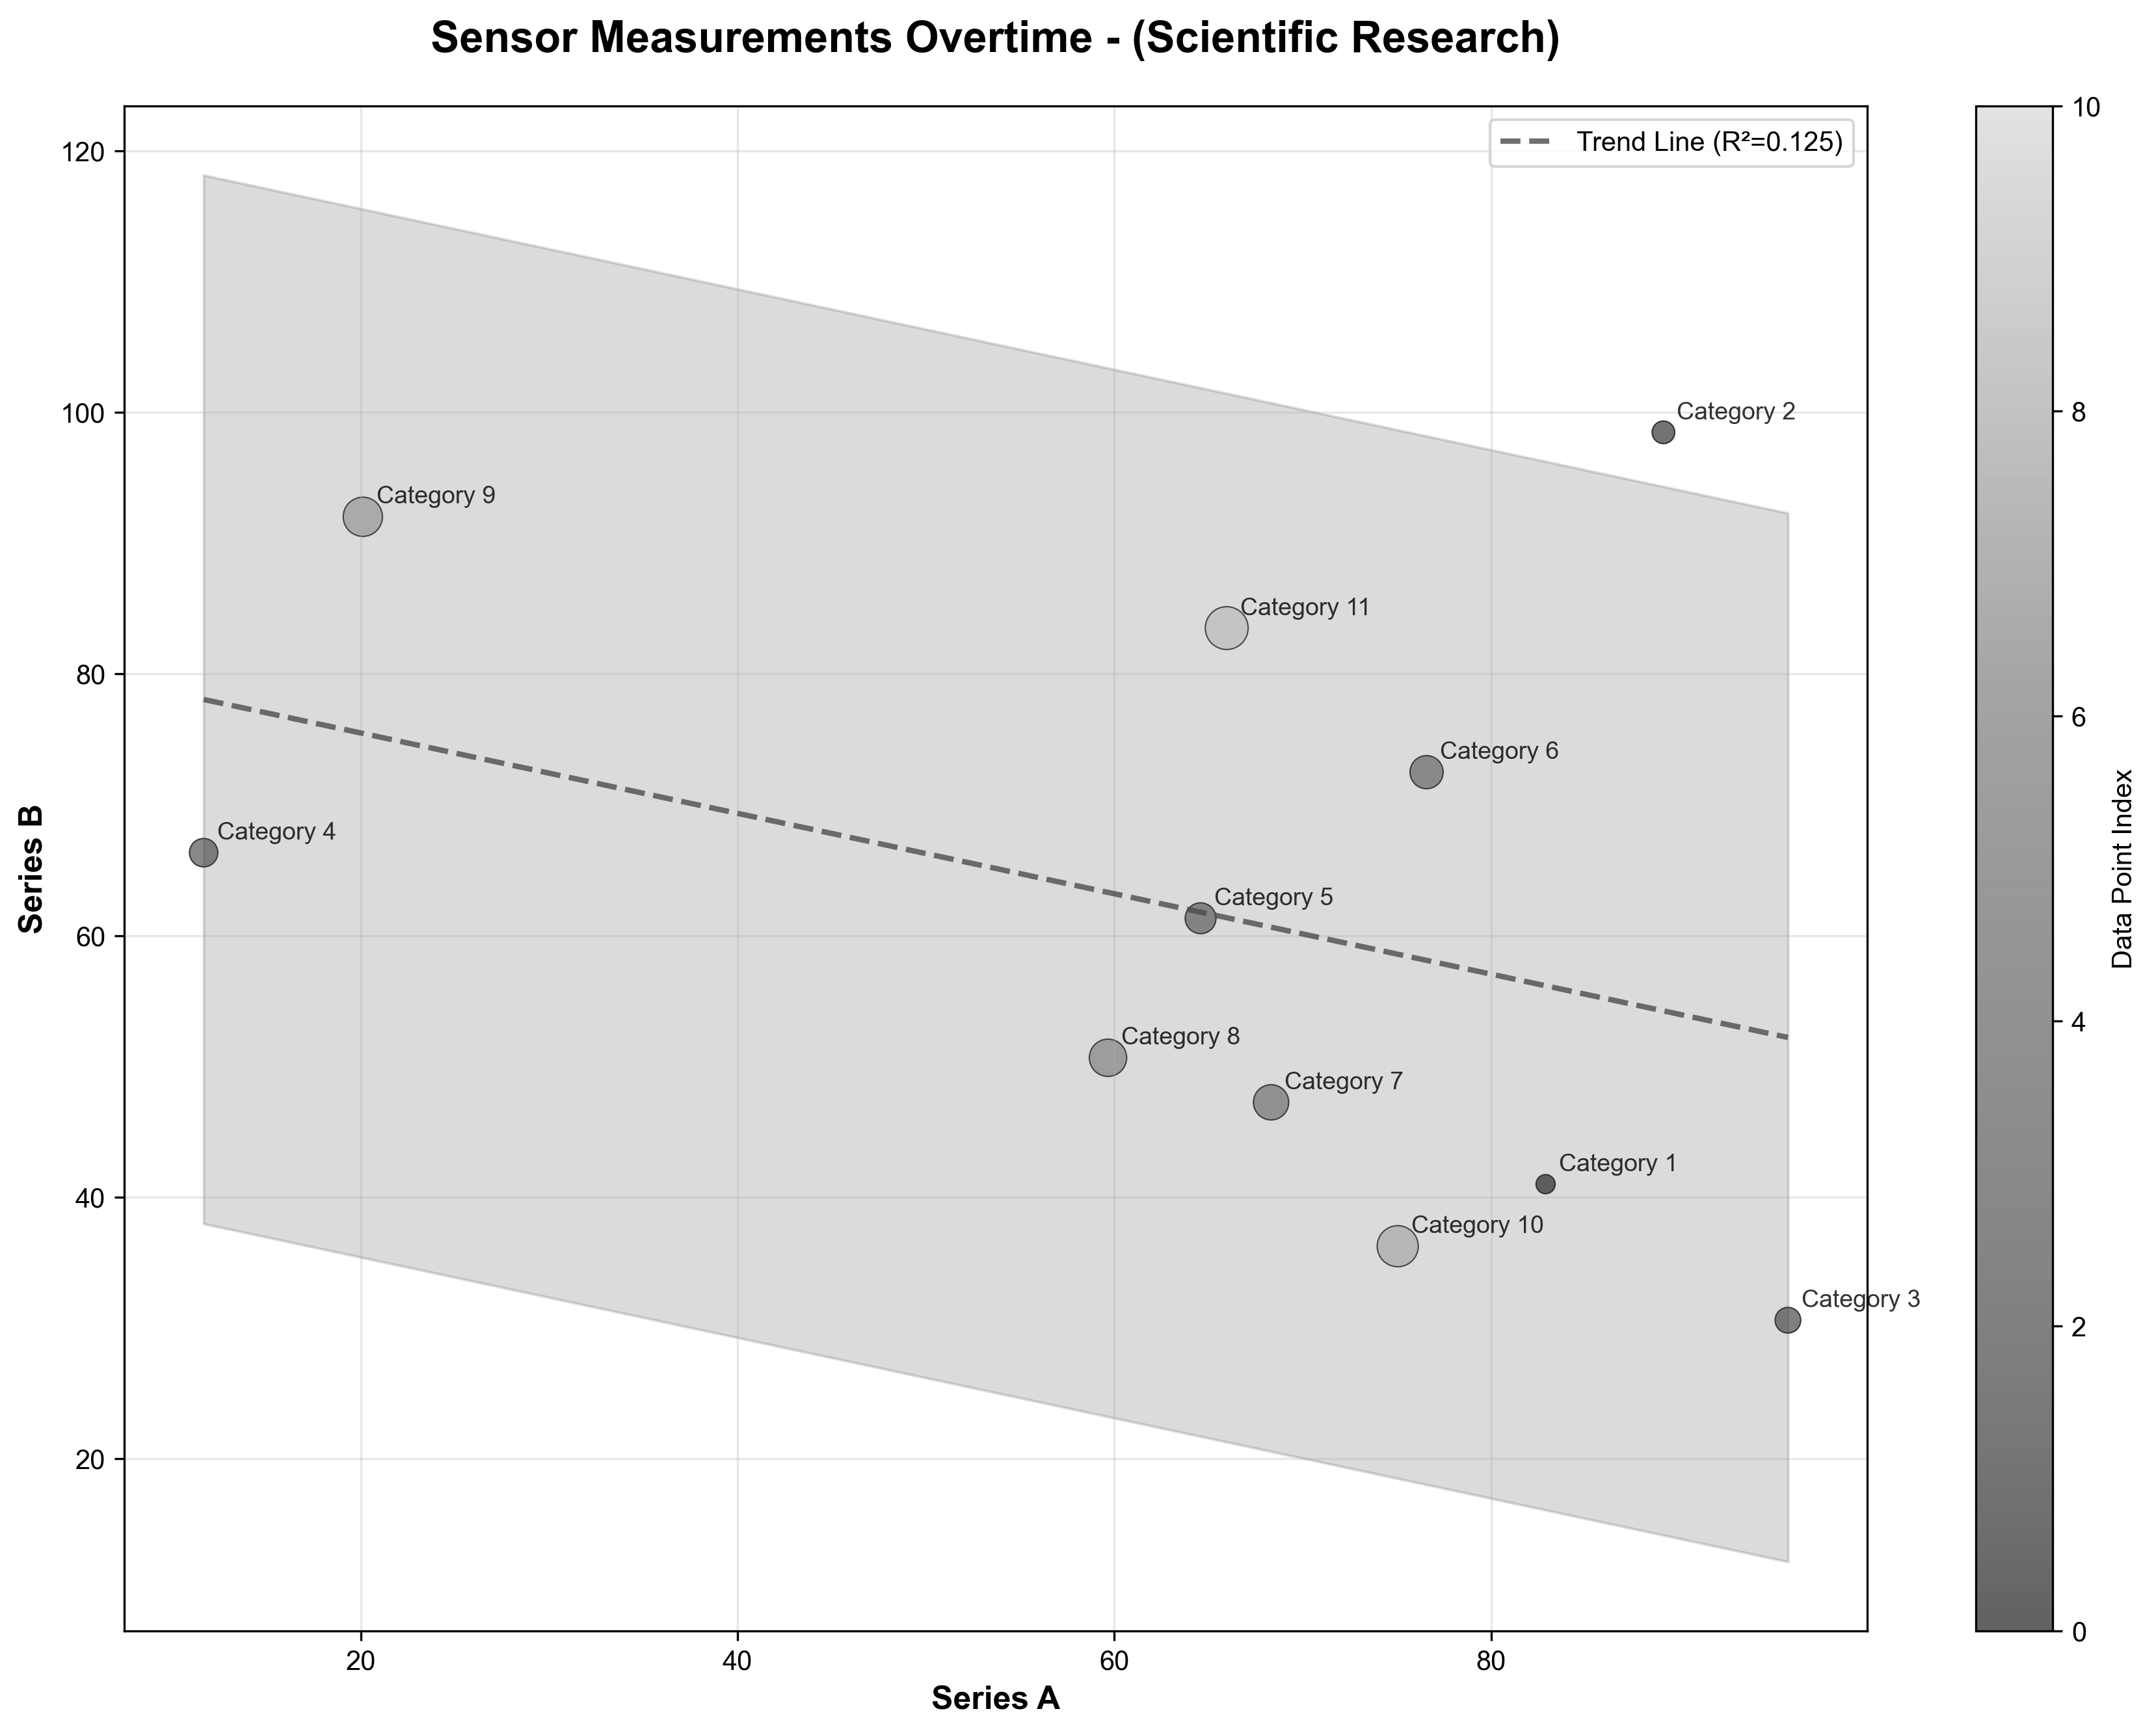 Sensor Measurements Overtime - (Scientific Research)
Trend Line (R²=0.125)
120
100
80
60
40
20
Series B
Category 2
Category 9
Category 11
Category 6
Category 4
Category 5
Category 8
Category 7
Category 1
Category 10
Category 3
20
40
60
80
Series A
10
8
6
4
2
0
Data Point Index